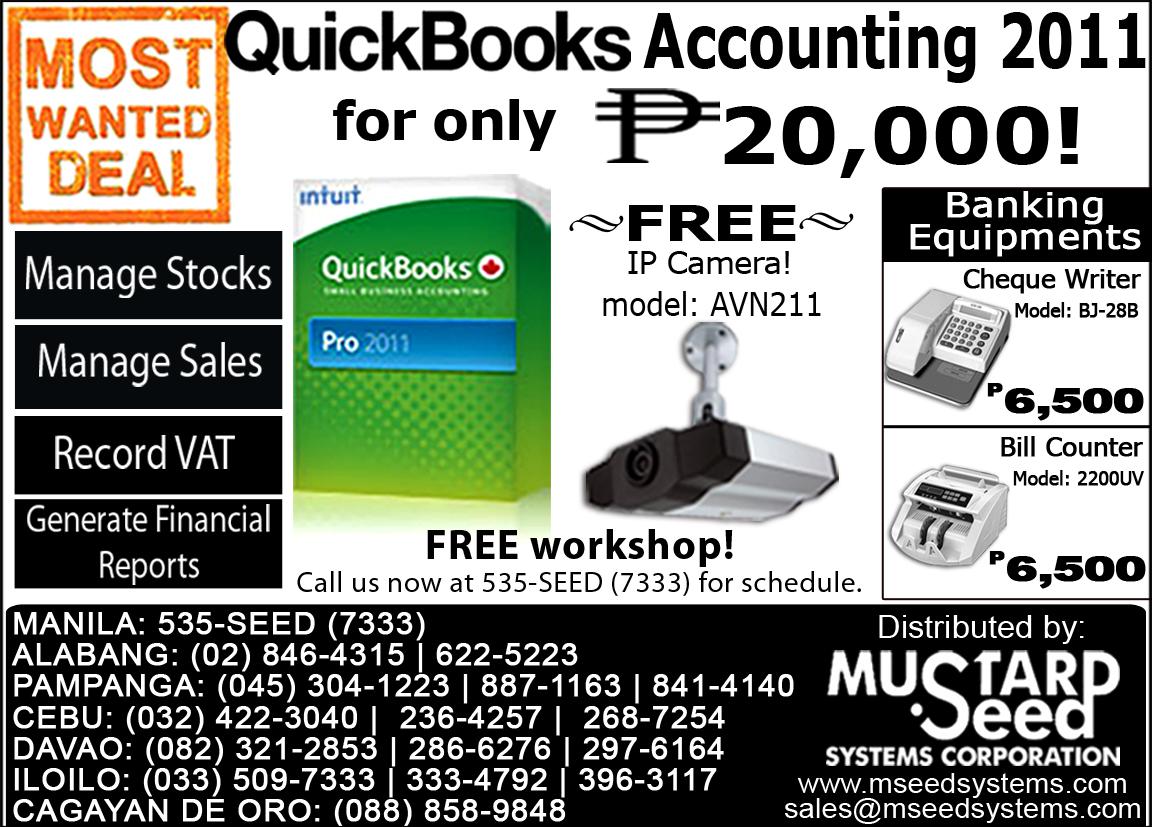 MOST
WANTED
DEAL
QuickBooks Accounting 2011
for only ₱20,000!
Manage Stocks
Manage Sales
Record VAT
Generate Financial
Reports
intuit
QuickBooks
SMALL BUSINESS ACCOUNTING
Pro 2011
~FREE~
IP Camera!
model: AVN211
FREE workshop!
Call us now at 535-SEED (7333) for schedule.
Banking
Equipments
Cheque Writer
Model: BJ-28B
₱6,500
Bill Counter
Model: 2200UV
₱6,500
MANILA: 535-SEED (7333)
ALABANG: (02) 846-4315 | 622-5223
PAMPANGA: (045) 304-1223 | 887-1163 | 841-4140
CEBU: (032) 422-3040 | 236-4257 | 268-7254
DAVAO: (082) 321-2853 | 286-6276 | 297-6164
ILOILO: (033) 509-7333 | 333-4792 | 396-3117
CAGAYAN DE ORO: (088) 858-9848
Distributed by:
MUSTARD
Seed
SYSTEMS CORPORATION
www.mseedsystems.com
sales@mseedsystems.com